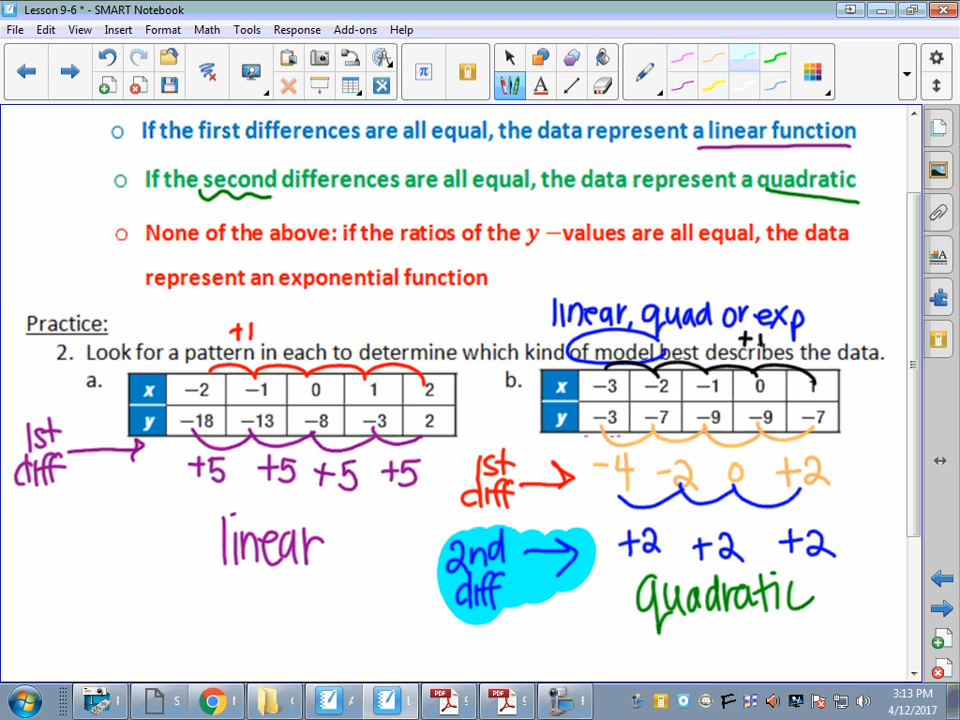 Lesson 9-6 * - SMART Notebook
File Edit View Insert Format Math Tools Response Add-ons Help
o If the first differences are all equal, the data represent a linear function
o If the second differences are all equal, the data represent a quadratic
o None of the above: if the ratios of the y −values are all equal, the data
represent an exponential function
linear, quad or exp
Practice:
+1
+1
2. Look for a pattern in each to determine which kind of model best describes the data.
a.
x −2 −1 0 1 2
y −18 −13 −8 −3 2
1st diff
+5 +5 +5 +5
linear
b.
x −3 −2 −1 0 1
y −3 −7 −9 −9 −7
1st diff
-4 -2 0 +2
2nd diff
+2 +2 +2
quadratic
3:13 PM
4/12/2017